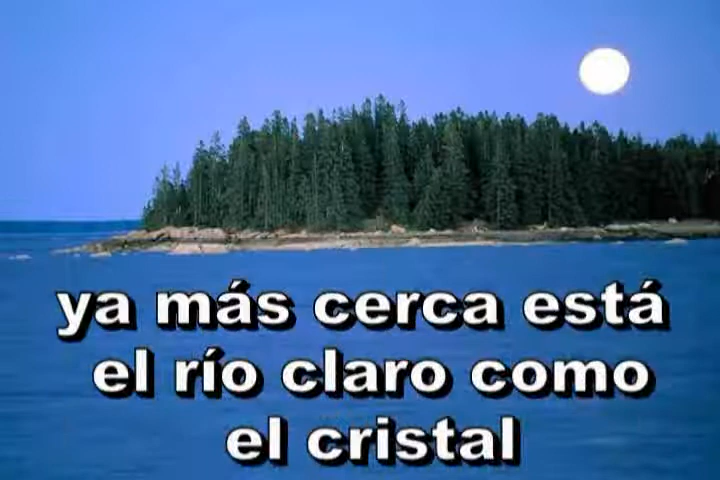 ya más cerca está
el río claro como
el cristal